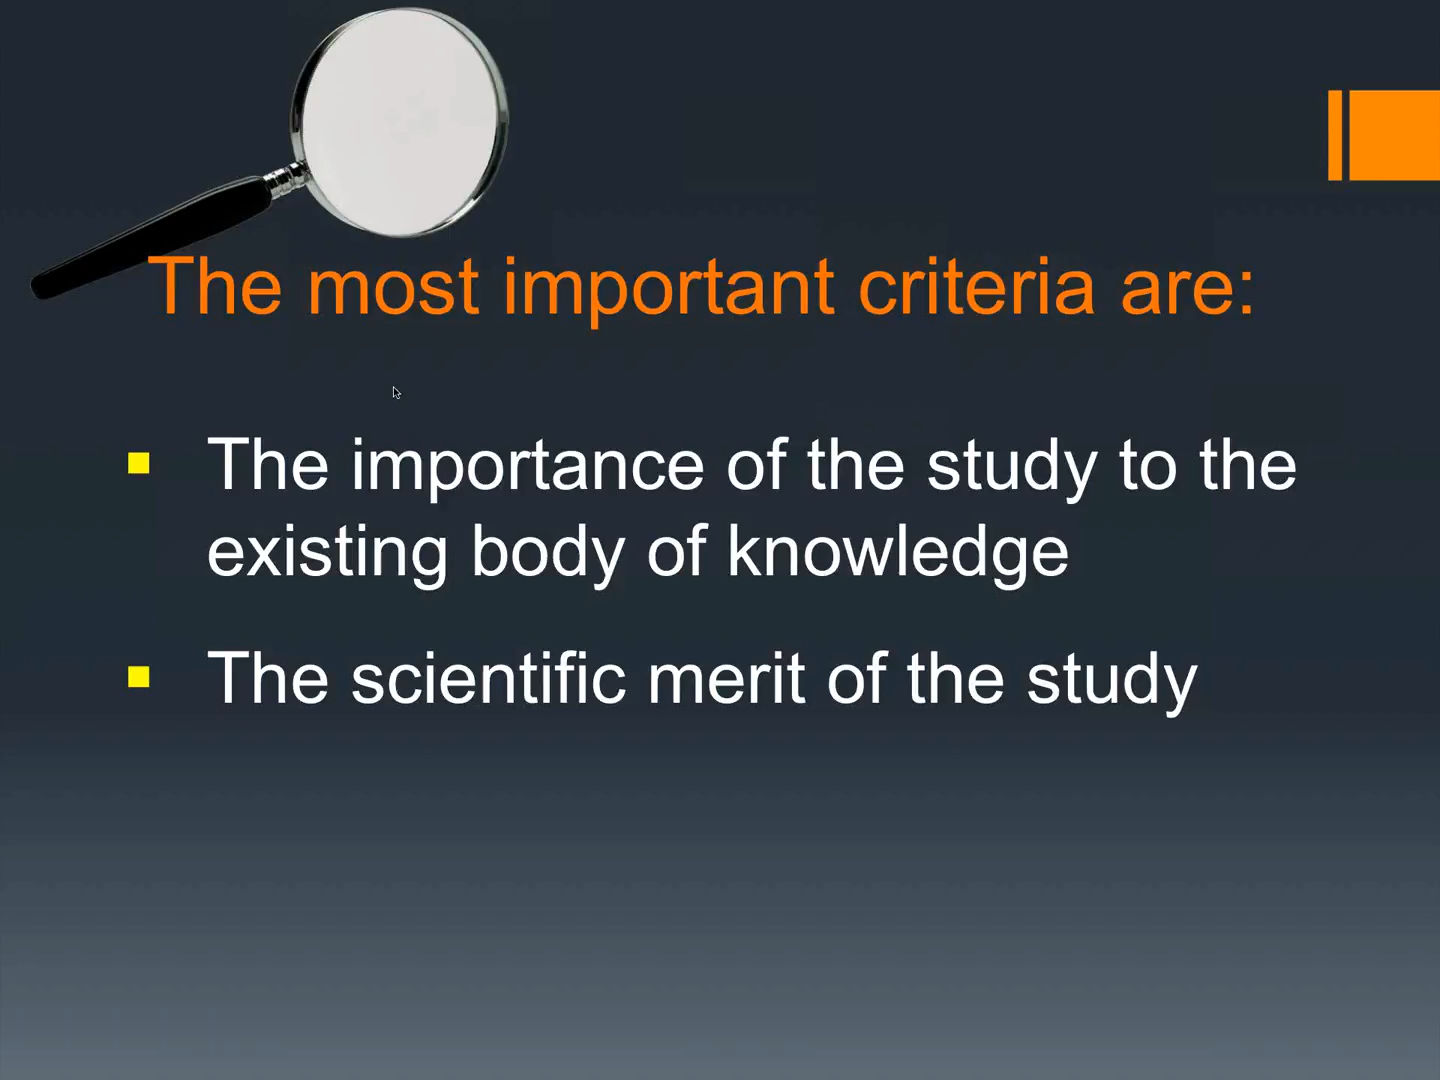 The most important criteria are:
The importance of the study to the
existing body of knowledge
The scientific merit of the study